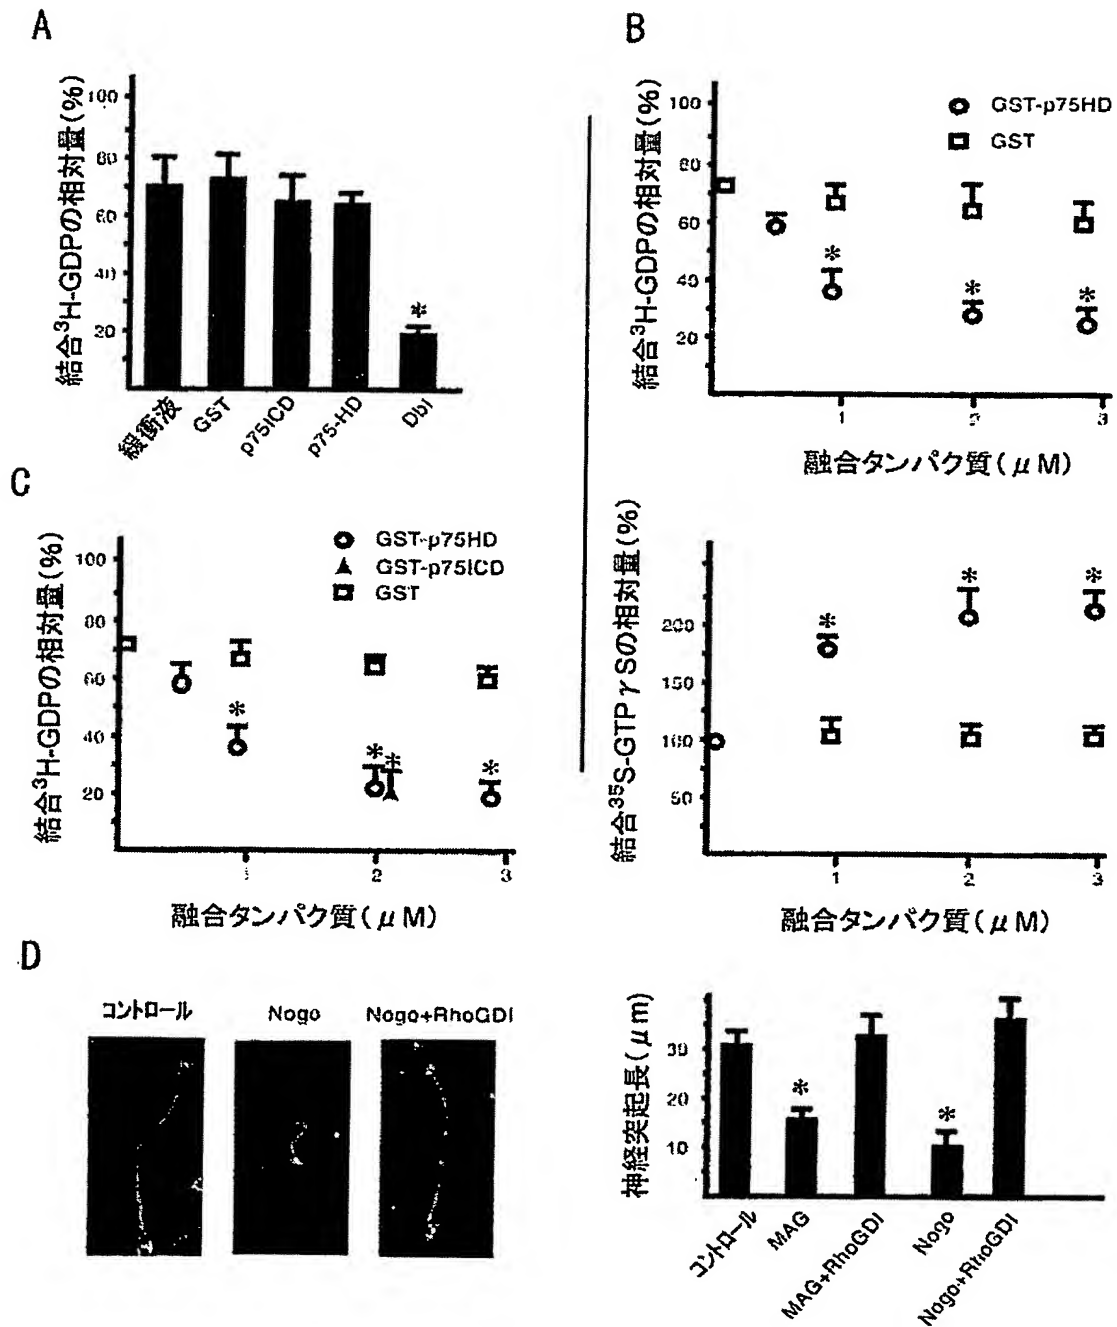 A
結合³H-GDPの相対量(%)
100
80
60
40
20
*
緩衝液
GST
p75ICD
p75-HD
Dbl
B
結合³H-GDPの相対量(%)
100
80
60
40
20
GST-p75HD
GST
*
*
*
1
2
3
融合タンパク質(μM)
結合³⁵S-GTPγSの相対量(%)
200
150
100
50
*
*
*
1
2
3
融合タンパク質(μM)
C
結合³H-GDPの相対量(%)
100
80
60
40
20
GST-p75HD
GST-p75ICD
GST
*
*
‡
*
1
2
3
融合タンパク質(μM)
D
コントロール
Nogo
Nogo+RhoGDI
神経突起長(μm)
30
20
10
*
*
コントロール
MAG
MAG+RhoGDI
Nogo
Nogo+RhoGDI